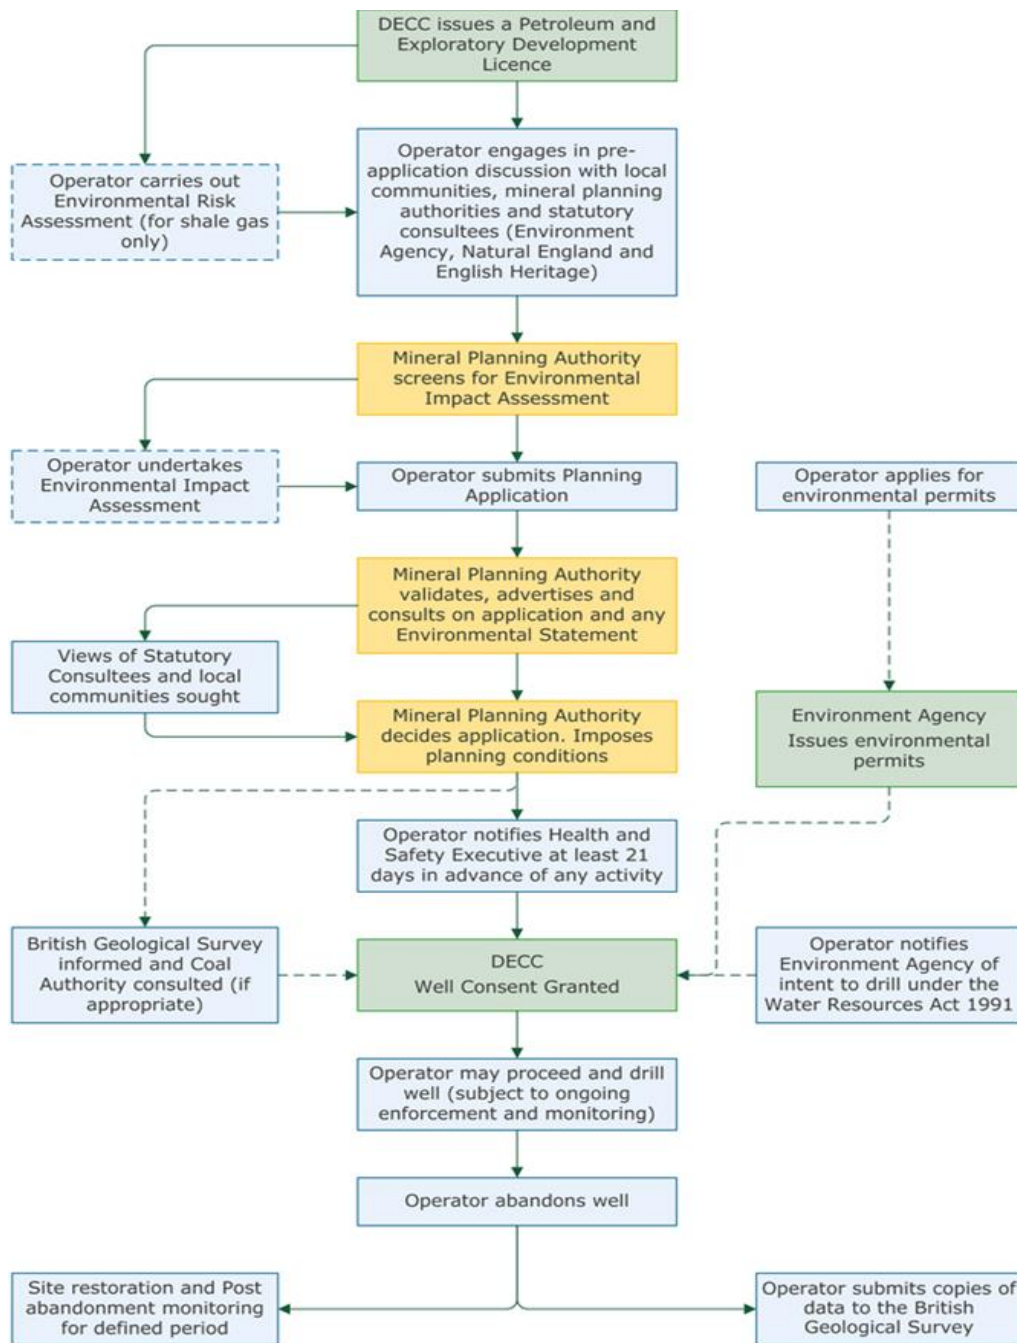 DECC issues a Petroleum and
Exploratory Development
Licence
Operator carries out
Environmental Risk
Assessment (for shale gas
only)
Operator engages in pre-
application discussion with local
communities, mineral planning
authorities and statutory
consultees (Environment
Agency, Natural England and
English Heritage)
Mineral Planning Authority
screens for Environmental
Impact Assessment
Operator undertakes
Environmental Impact
Assessment
Operator submits Planning
Application
Operator applies for
environmental permits
Mineral Planning Authority
validates, advertises and
consults on application and any
Environmental Statement
Views of Statutory
Consultees and local
communities sought
Mineral Planning Authority
decides application. Imposes
planning conditions
Environment Agency
Issues environmental
permits
Operator notifies Health and
Safety Executive at least 21
days in advance of any activity
British Geological Survey
informed and Coal
Authority consulted (if
appropriate)
DECC
Well Consent Granted
Operator notifies
Environment Agency of
intent to drill under the
Water Resources Act 1991
Operator may proceed and drill
well (subject to ongoing
enforcement and monitoring)
Operator abandons well
Site restoration and Post
abandonment monitoring
for defined period
Operator submits copies of
data to the British
Geological Survey